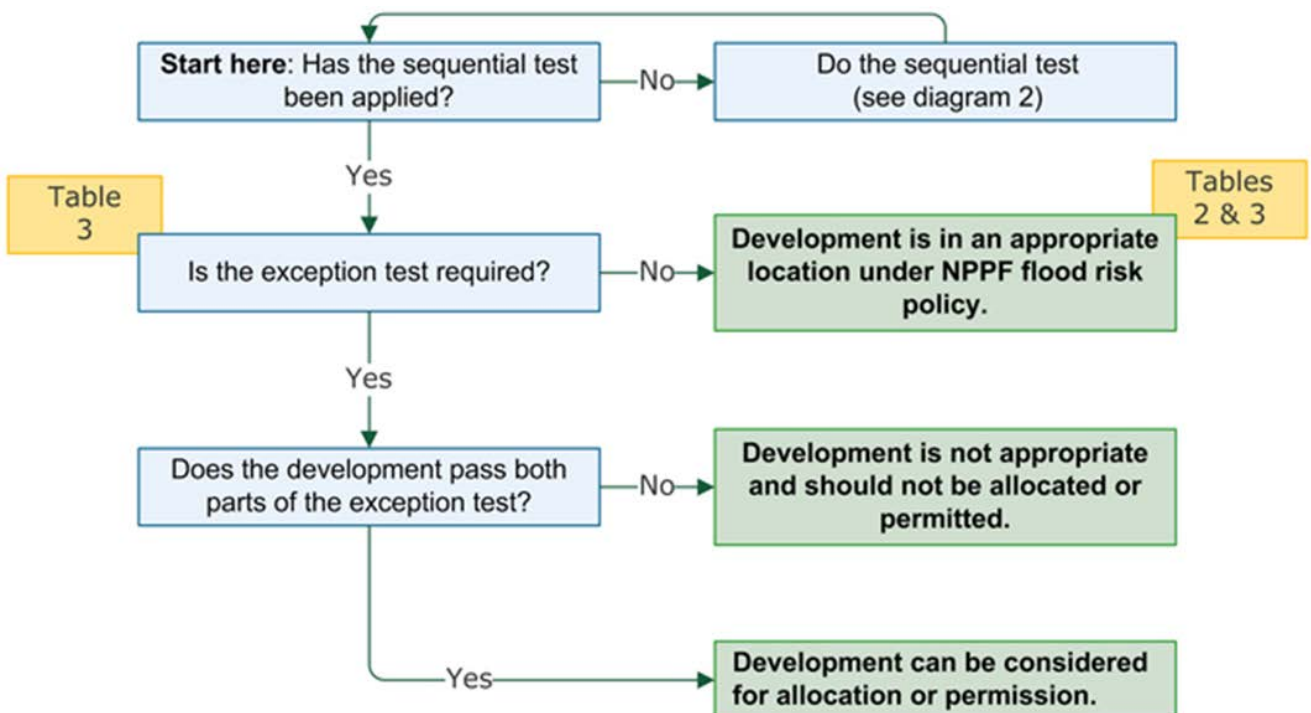 Start here: Has the sequential test
been applied?
No
Do the sequential test
(see diagram 2)
Yes
Table
3
Tables
2 & 3
Is the exception test required?
No
Development is in an appropriate
location under NPPF flood risk
policy.
Yes
Does the development pass both
parts of the exception test?
No
Development is not appropriate
and should not be allocated or
permitted.
Yes
Development can be considered
for allocation or permission.